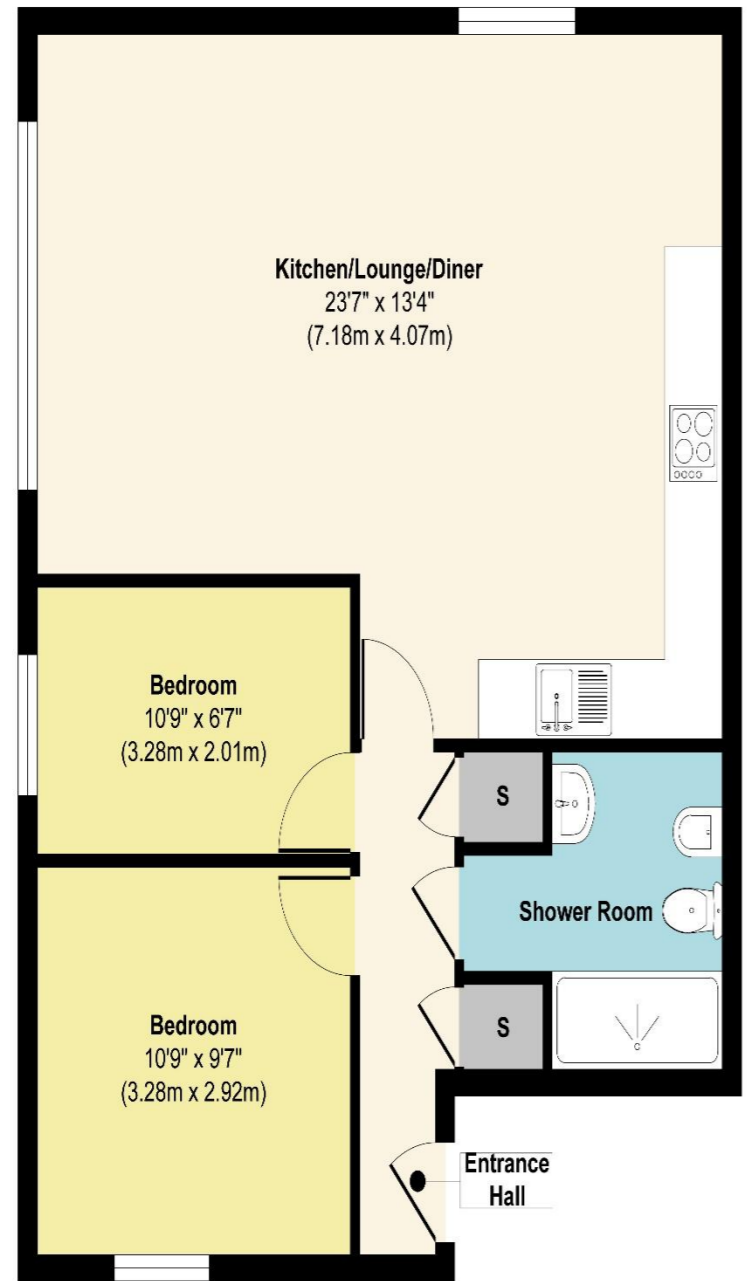 Kitchen/Lounge/Diner
23'7" x 13'4"
(7.18m x 4.07m)
Bedroom
10'9" x 6'7"
(3.28m x 2.01m)
S
Shower Room
S
Bedroom
10'9" x 9'7"
(3.28m x 2.92m)
Entrance
Hall